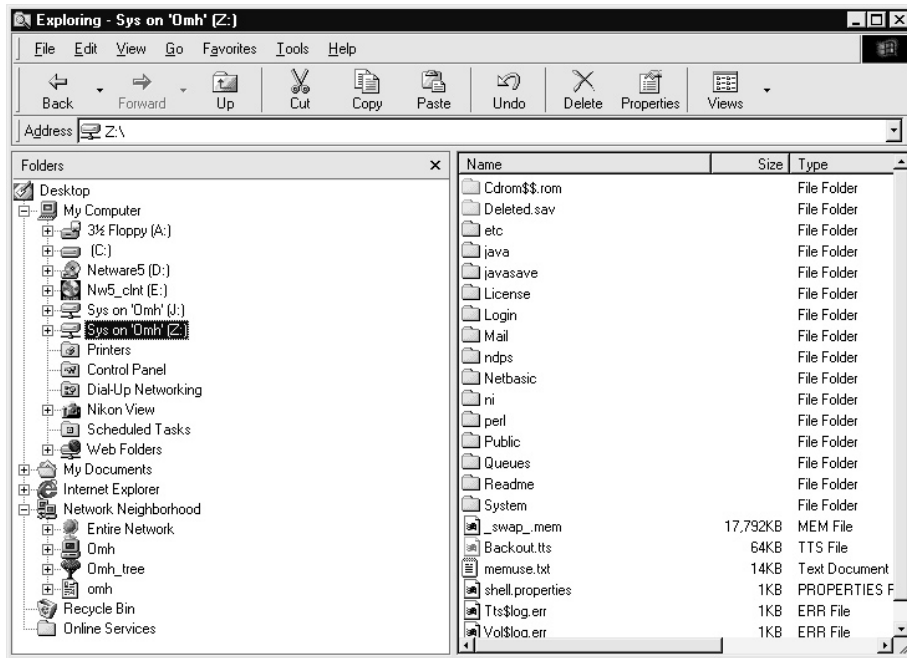 Exploring - Sys on 'Omh' (Z:)
File Edit View Go Favorites Tools Help
Back Forward Up Cut Copy Paste Undo Delete Properties Views
Address Z:\
Folders
Desktop
My Computer
3½ Floppy (A:)
(C:)
Netware5 (D:)
Nw5_clnt (E:)
Sys on 'Omh' (J:)
Sys on 'Omh' (Z:)
Printers
Control Panel
Dial-Up Networking
Nikon View
Scheduled Tasks
Web Folders
My Documents
Internet Explorer
Network Neighborhood
Entire Network
Omh
Omh_tree
omh
Recycle Bin
Online Services
Name Size Type
Cdrom$$.rom File Folder
Deleted.sav File Folder
etc File Folder
java File Folder
javasave File Folder
License File Folder
Login File Folder
Mail File Folder
ndps File Folder
Netbasic File Folder
ni File Folder
perl File Folder
Public File Folder
Queues File Folder
Readme File Folder
System File Folder
_swap_.mem 17,792KB MEM File
Backout.tts 64KB TTS File
memuse.txt 14KB Text Document
shell.properties 1KB PROPERTIES F
Tts$log.err 1KB ERR File
Vol$log.err 1KB ERR File